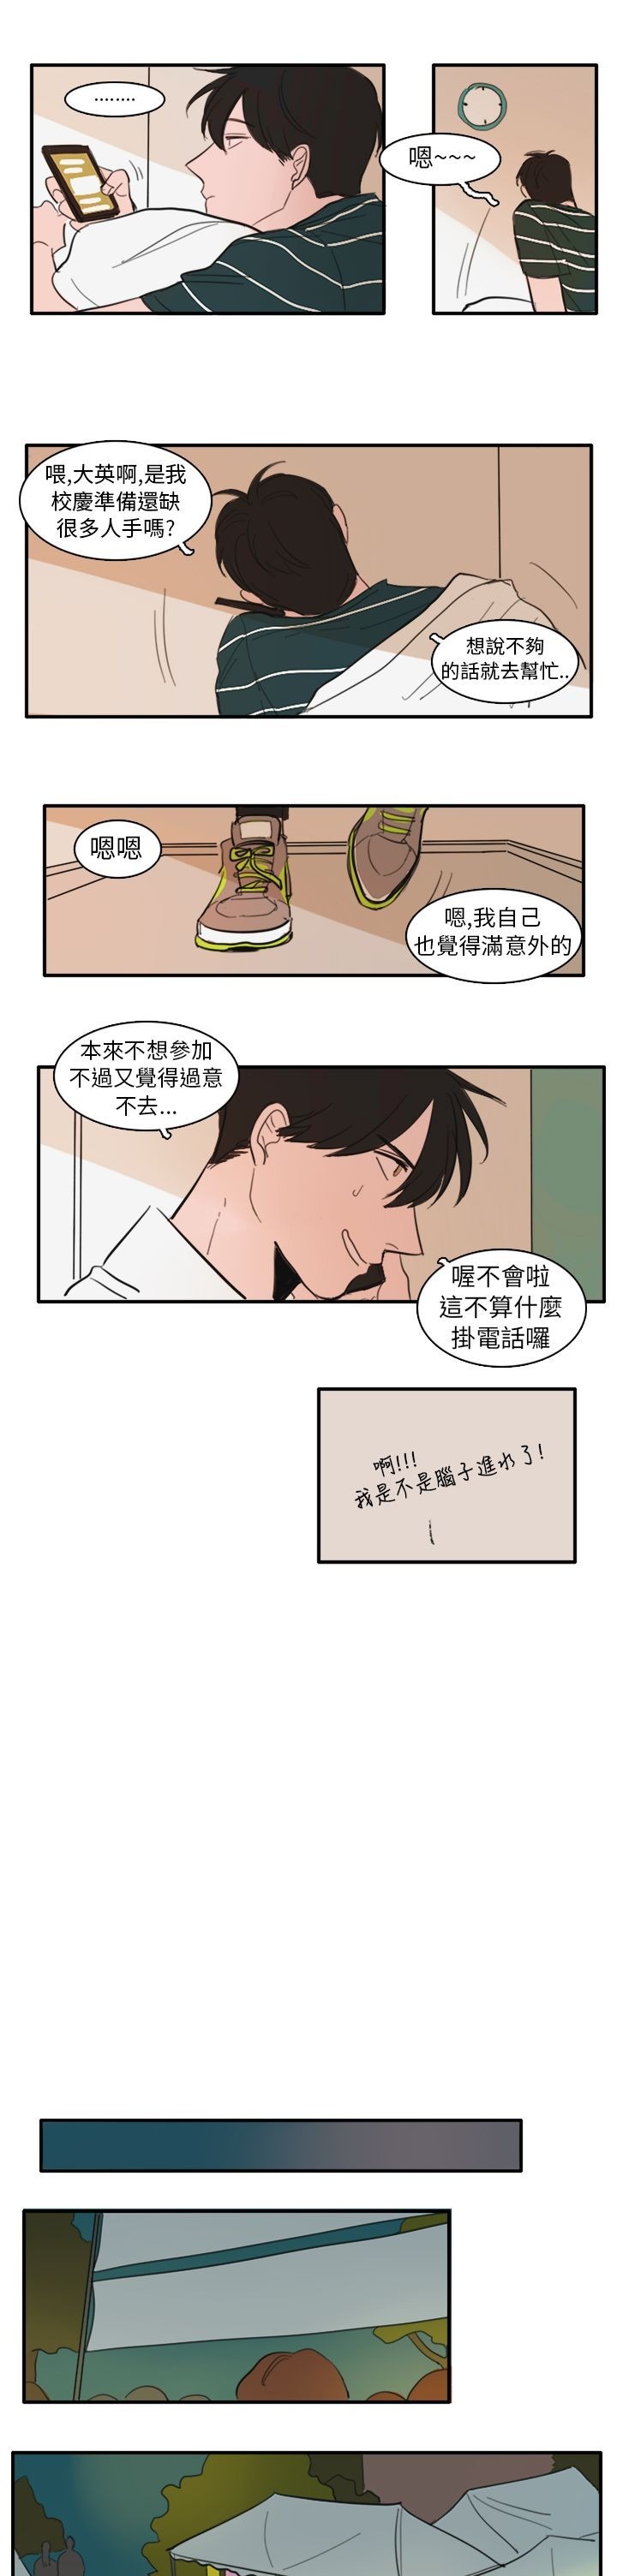 ........
嗯~~~
喂,大英啊,是我
校慶準備還缺
很多人手嗎?
想說不夠
的話就去幫忙..
嗯嗯
嗯,我自己
也覺得滿意外的
本來不想參加
不過又覺得過意
不去...
喔不會啦
這不算什麼
掛電話囉
啊!!!
我是不是腦子進水了!